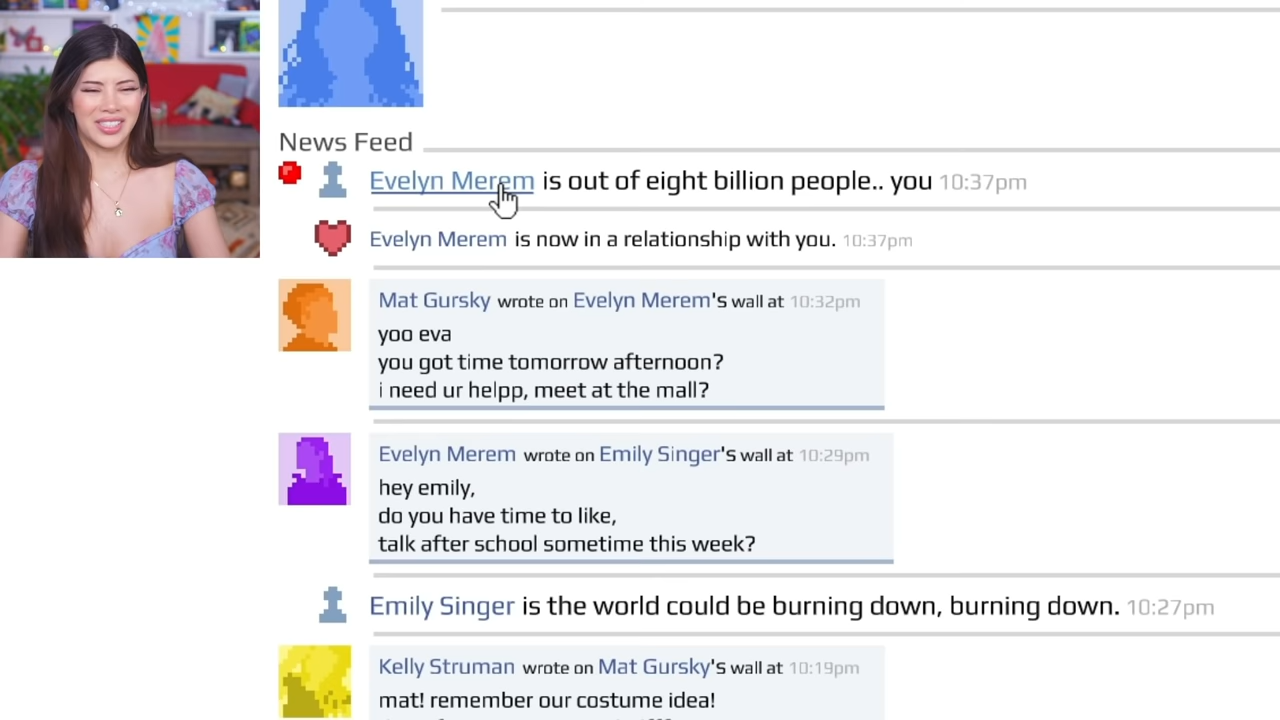 News Feed
Evelyn Merem is out of eight billion people.. you 10:37pm
Evelyn Merem is now in a relationship with you. 10:37pm
Mat Gursky wrote on Evelyn Merem's wall at 10:32pm
yoo eva
you got time tomorrow afternoon?
i need ur helpp, meet at the mall?
Evelyn Merem wrote on Emily Singer's wall at 10:29pm
hey emily,
do you have time to like,
talk after school sometime this week?
Emily Singer is the world could be burning down, burning down. 10:27pm
Kelly Struman wrote on Mat Gursky's wall at 10:19pm
mat! remember our costume idea!